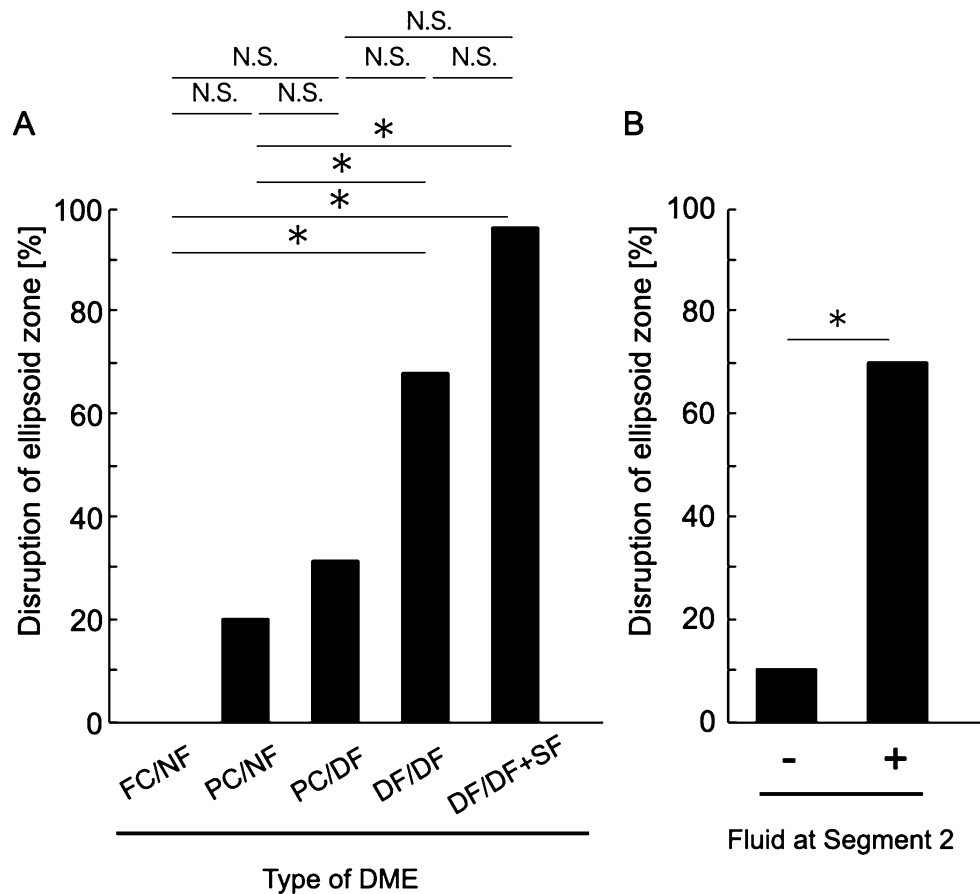 N.S.
N.S.
N.S. N.S.
N.S. N.S.
A
B
*
*
*
*
*
Disruption of ellipsoid zone [%]
100
80
60
40
20
0
FC/NF PC/NF PC/DF DF/DF DF/DF+SF
Type of DME
Disruption of ellipsoid zone [%]
100
80
60
40
20
0
- +
Fluid at Segment 2